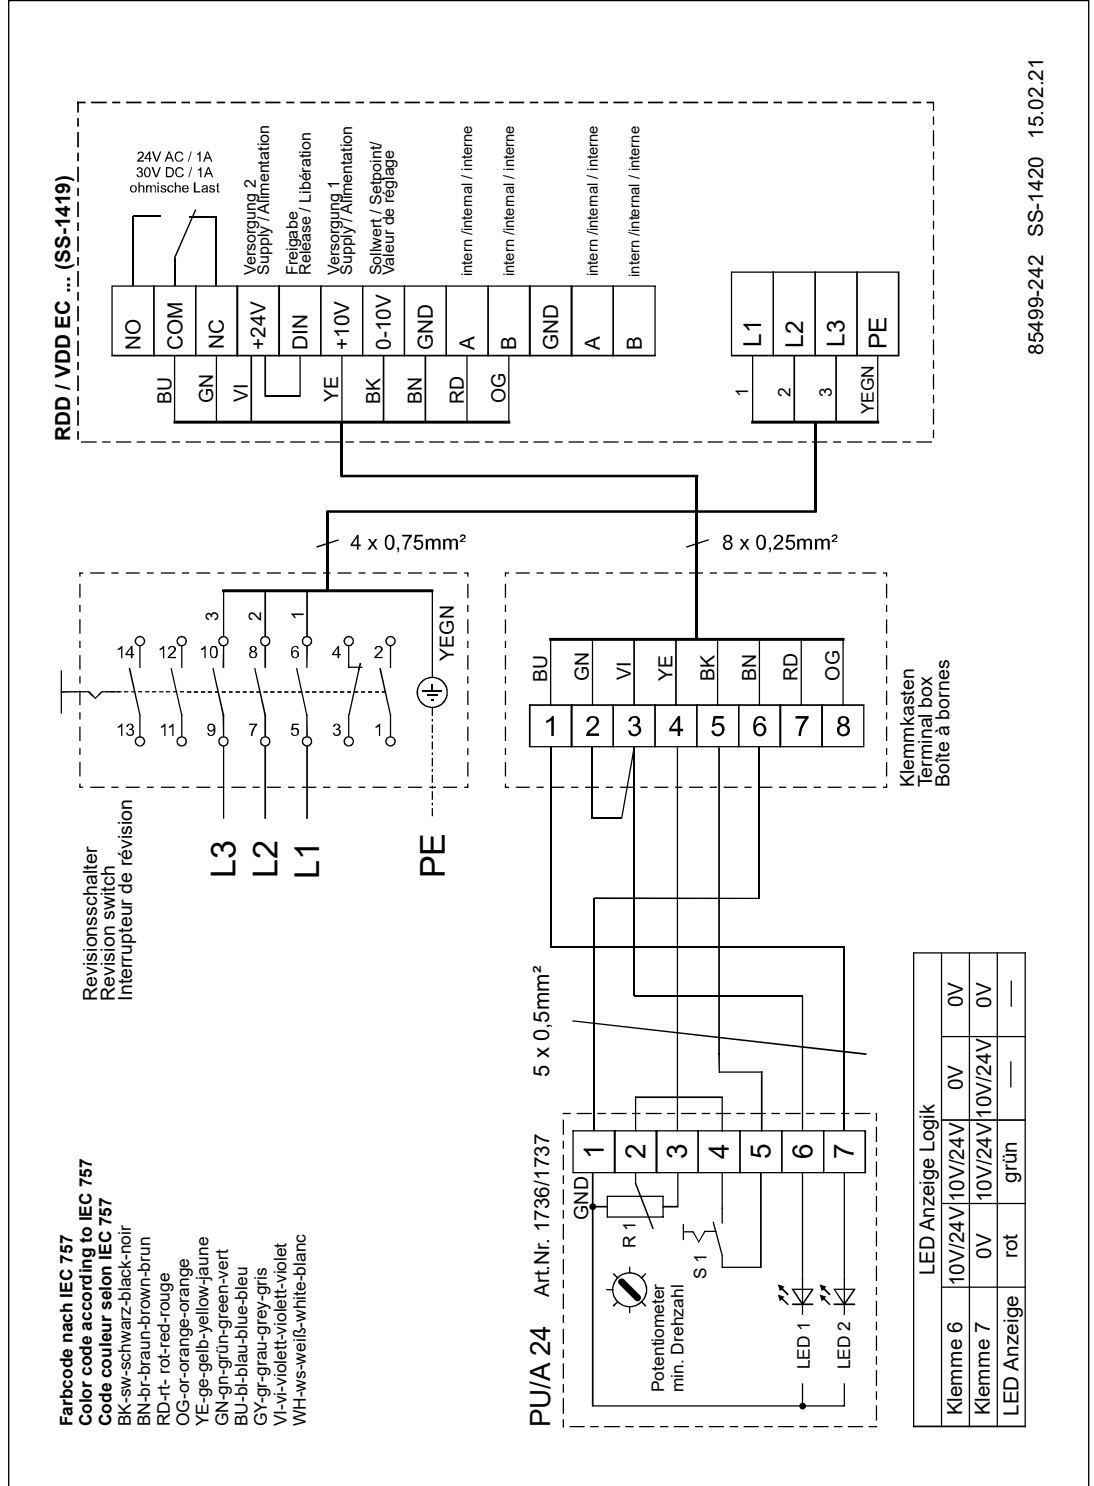 RDD / VDD EC ... (SS-1419)
24V AC / 1A
30V DC / 1A
ohmische Last
Versorgung 2
Supply / Alimentation
Freigabe
Release / Libération
Versorgung 1
Supply / Alimentation
Sollwert / Setpoint/
Valeur de réglage
intern /internal / interne
intern /internal / interne
intern /internal / interne
intern /internal / interne
NO
COM
NC
+24V
DIN
+10V
0-10V
GND
A
B
GND
A
B
BU
GN
VI
YE
BK
BN
RD
OG
L1
L2
L3
PE
1
2
3
YEGN
85499-242 SS-1420 15.02.21
4 x 0,75mm²
8 x 0,25mm²
14
12
10
8
6
4
2
3
2
1
YEGN
13
11
9
7
5
3
1
L3
L2
L1
PE
Revisionsschalter
Revision switch
Interrupteur de révision
BU
GN
VI
YE
BK
BN
RD
OG
1
2
3
4
5
6
7
8
Klemmkasten
Terminal box
Boîte à bornes
5 x 0,5mm²
PU/A 24 Art.Nr. 1736/1737
GND
1
2
3
4
5
6
7
R 1
S 1
Potentiometer
min. Drehzahl
LED 1
LED 2
LED Anzeige Logik
Klemme 6 10V/24V 10V/24V 0V 0V
Klemme 7 0V 10V/24V 10V/24V 0V
LED Anzeige rot grün — —
Farbcode nach IEC 757
Color code according to IEC 757
Code couleur selon IEC 757
BK-sw-schwarz-black-noir
BN-br-braun-brown-brun
RD-rt- rot-red-rouge
OG-or-orange-orange
YE-ge-gelb-yellow-jaune
GN-gn-grün-green-vert
BU-bl-blau-blue-bleu
GY-gr-grau-grey-gris
VI-vi-violett-violet
WH-ws-weiß-white-blanc